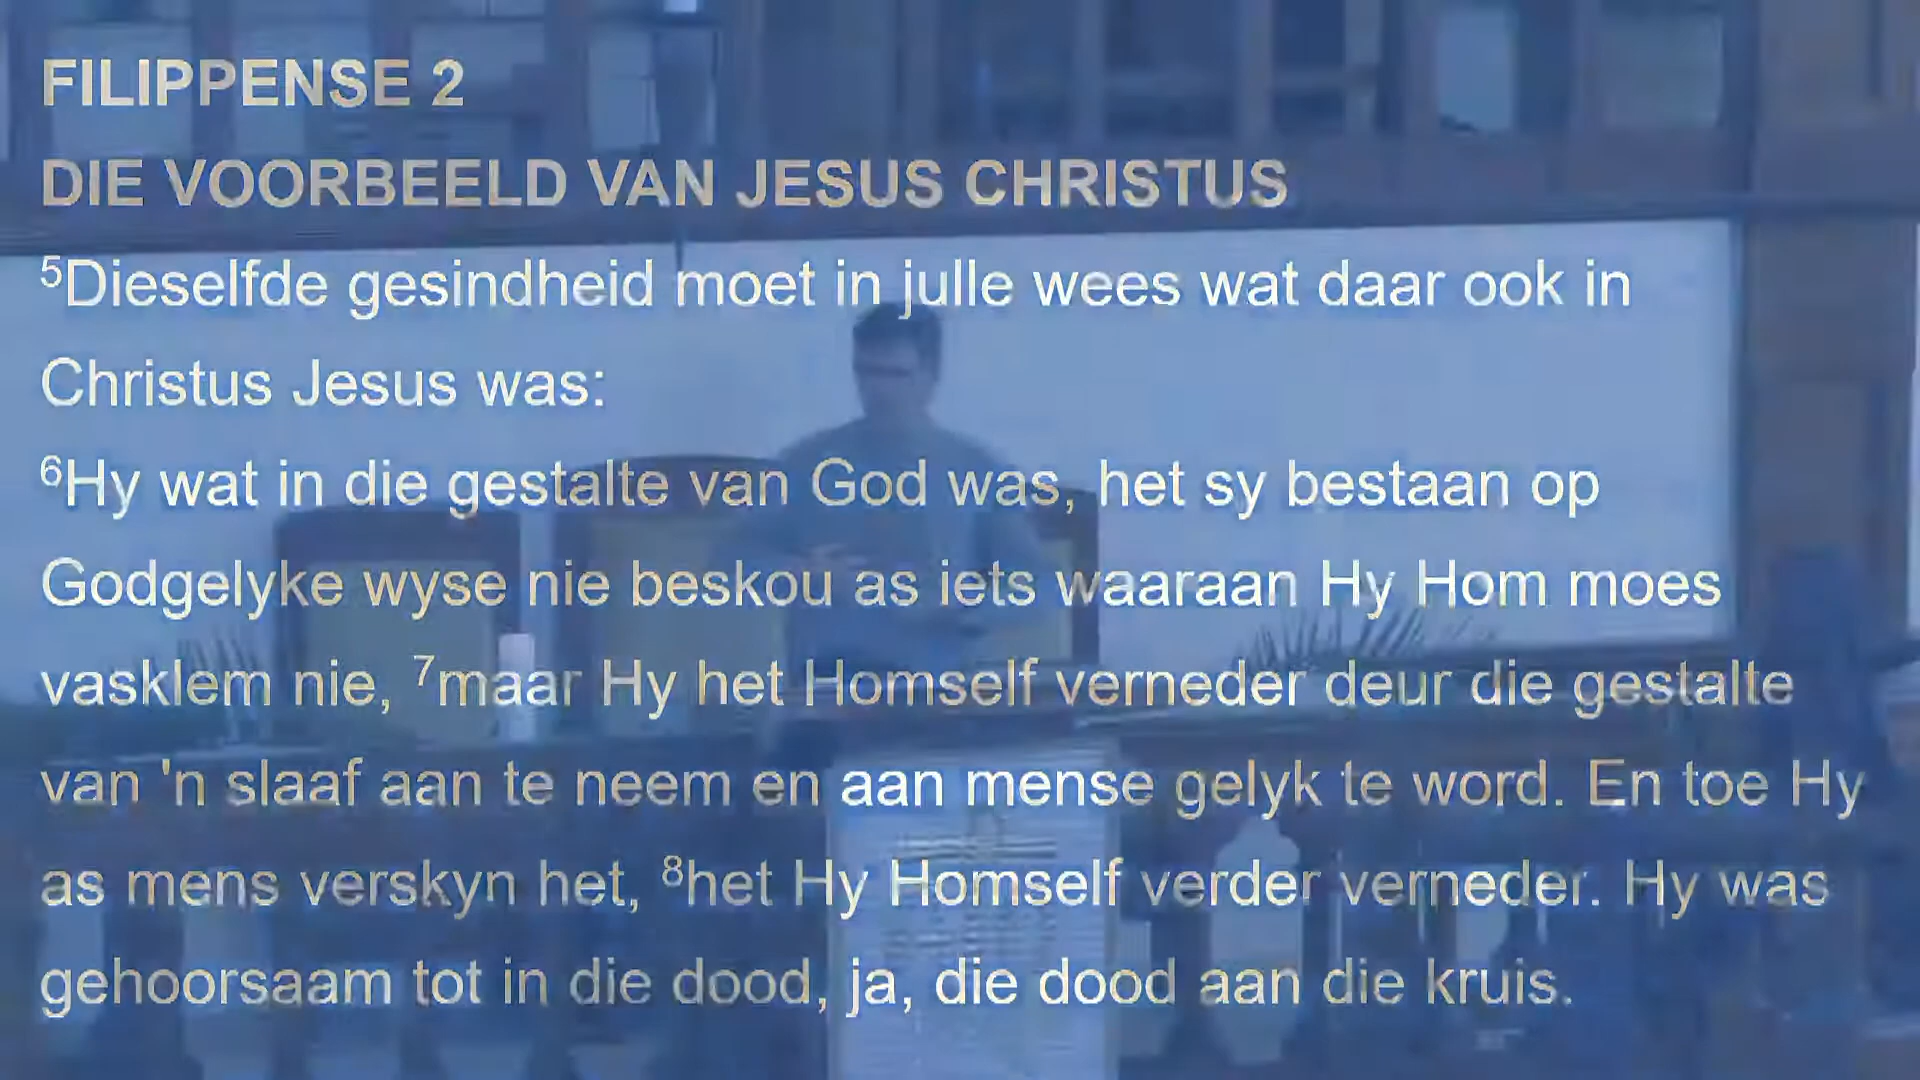 FILIPPENSE 2
DIE VOORBEELD VAN JESUS CHRISTUS
⁵Dieselfde gesindheid moet in julle wees wat daar ook in
Christus Jesus was:
⁶Hy wat in die gestalte van God was, het sy bestaan op
Godgelyke wyse nie beskou as iets waaraan Hy Hom moes
vasklem nie, ⁷maar Hy het Homself verneder deur die gestalte
van 'n slaaf aan te neem en aan mense gelyk te word. En toe Hy
as mens verskyn het, ⁸het Hy Homself verder verneder. Hy was
gehoorsaam tot in die dood, ja, die dood aan die kruis.